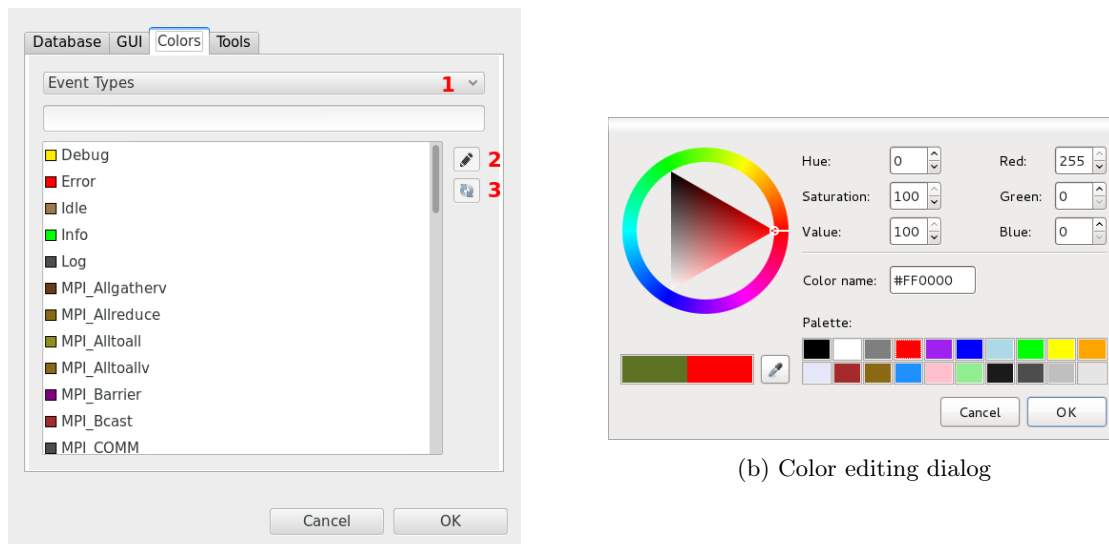 Database GUI Colors Tools
Event Types 1
Debug
2
Error
3
Idle
Info
Log
MPI_Allgatherv
MPI_Allreduce
MPI_Alltoall
MPI_Alltoallv
MPI_Barrier
MPI_Bcast
MPI_COMM
Cancel OK
Hue: 0 Red: 255
Saturation: 100 Green: 0
Value: 100 Blue: 0
Color name: #FF0000
Palette:
Cancel OK
(b) Color editing dialog